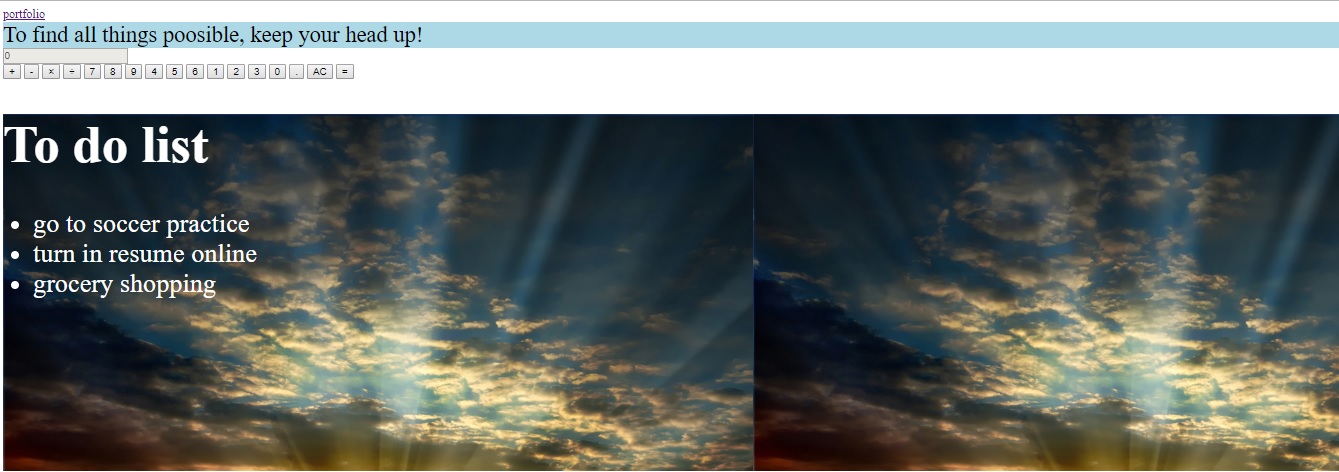 portfolio
To find all things poosible, keep your head up!
0
+ - × ÷ 7 8 9 4 5 6 1 2 3 0 . AC =
To do list
• go to soccer practice
• turn in resume online
• grocery shopping